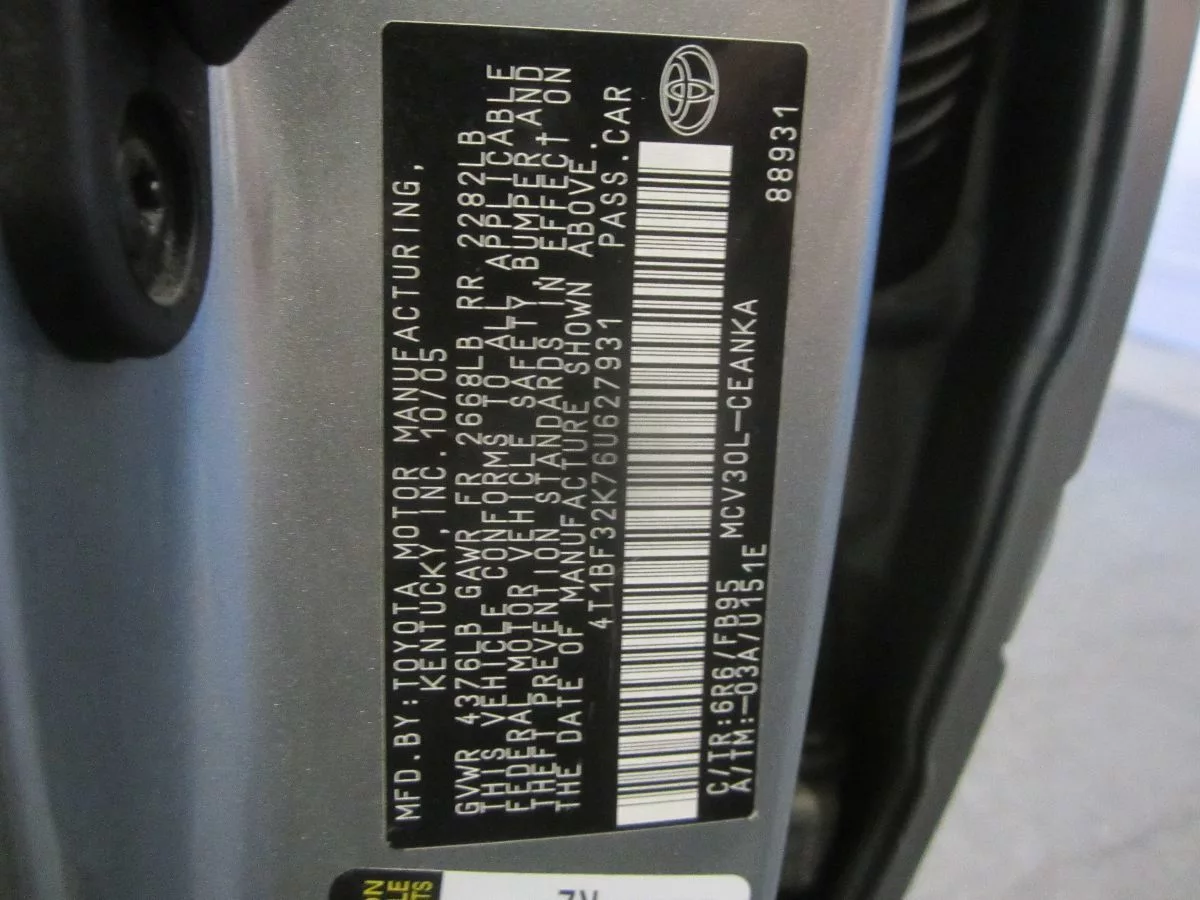 MFD.BY:TOYOTA MOTOR MANUFACTURING,
KENTUCKY,INC.10/05
GVWR 4376LB GAWR FR 2668LB RR 2282LB
THIS VEHICLE CONFORMS TO ALL APPLICABLE
FEDERAL MOTOR VEHICLE SAFETY,BUMPER,AND
THEFT PREVENTION STANDARDS IN EFFECT ON
THE DATE OF MANUFACTURE SHOWN ABOVE.
4T1BF32K76U627931 PASS.CAR
C/TR:6R6/FB95 MCV30L-CEANKA
A/TM:-03A/U151E
88931